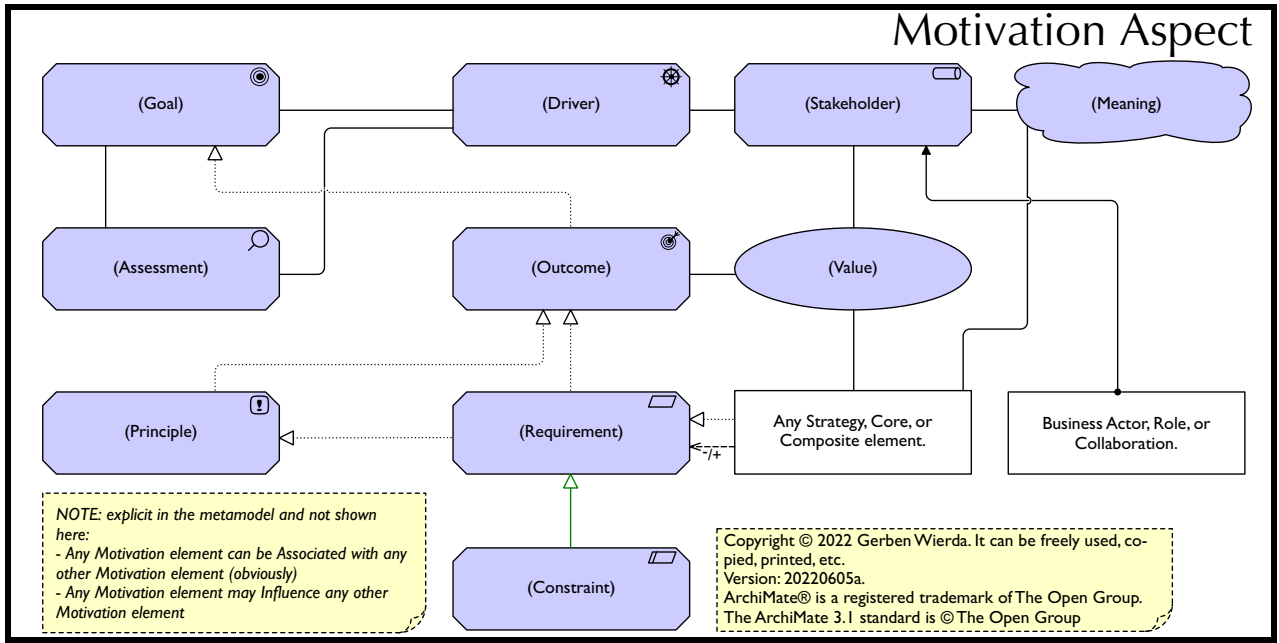 Motivation Aspect
(Goal)
(Driver)
(Stakeholder)
(Meaning)
(Assessment)
(Outcome)
(Value)
(Principle)
(Requirement)
Any Strategy, Core, or
Composite element.
Business Actor, Role, or
Collaboration.
-/+
NOTE: explicit in the metamodel and not shown
here:
- Any Motivation element can be Associated with any
other Motivation element (obviously)
- Any Motivation element may Influence any other
Motivation element
(Constraint)
Copyright © 2022 Gerben Wierda. It can be freely used, co-
pied, printed, etc.
Version: 20220605a.
ArchiMate® is a registered trademark of The Open Group.
The ArchiMate 3.1 standard is © The Open Group